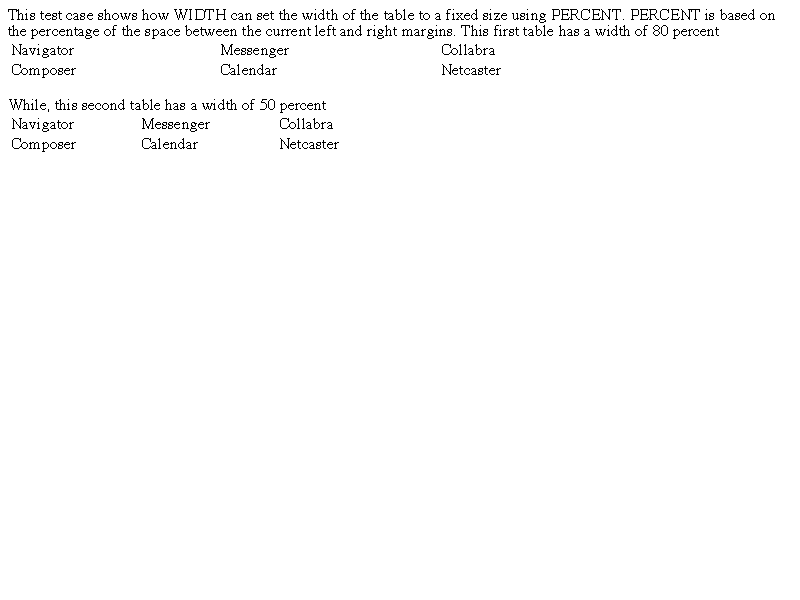 This test case shows how WIDTH can set the width of the table to a fixed size using PERCENT. PERCENT is based on
the percentage of the space between the current left and right margins. This first table has a width of 80 percent
Navigator Messenger Collabra
Composer Calendar Netcaster
While, this second table has a width of 50 percent
Navigator Messenger Collabra
Composer Calendar Netcaster